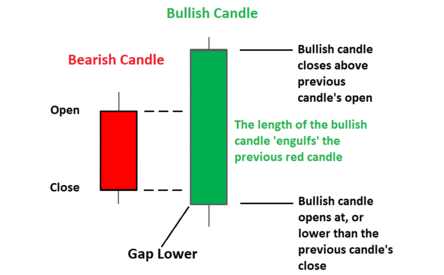 Bullish Candle
Bearish Candle
Open
Close
Bullish candle
closes above
previous
candle's open
The length of the bullish
candle 'engulfs' the
previous red candle
Bullish candle
opens at, or
lower than the
previous candle's
close
Gap Lower